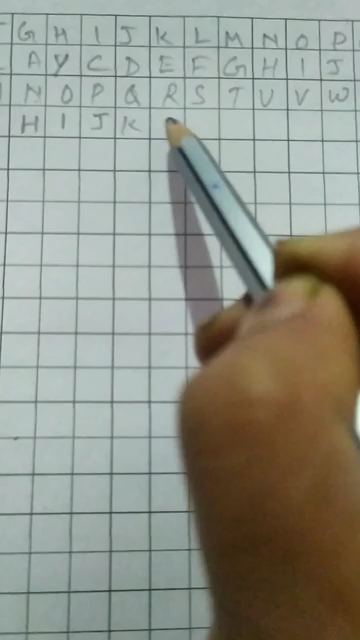 G H I J K L M N O P
A Y C D E F G H I J
N O P Q R S T U V W
H I J K